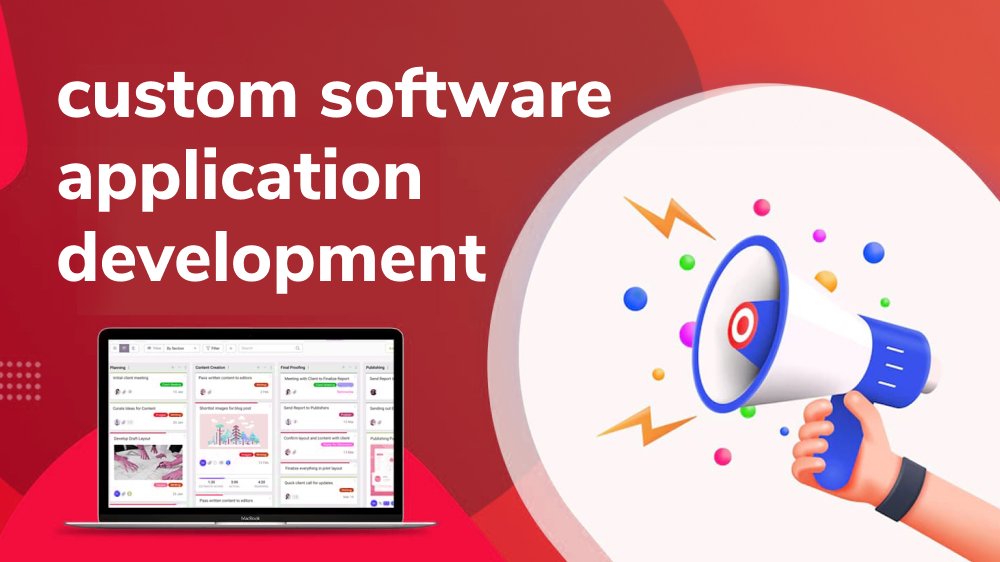 custom software
application
development
Filter
By Section
Filter
Search
Planning
Content Creation
Final Proofing
Publishing
Initial client meeting
Pass written content to editors
Meeting with Client to Finalize Report
Send Report
Curate Ideas for Content
Shortlist images for blog post
Send Report to Publishers
Sending out
Develop Draft Layout
Confirm layout and content with client
Publishing
Finalise everything in print layout
Quick client call for updates
Pass written content to editors
MacBook